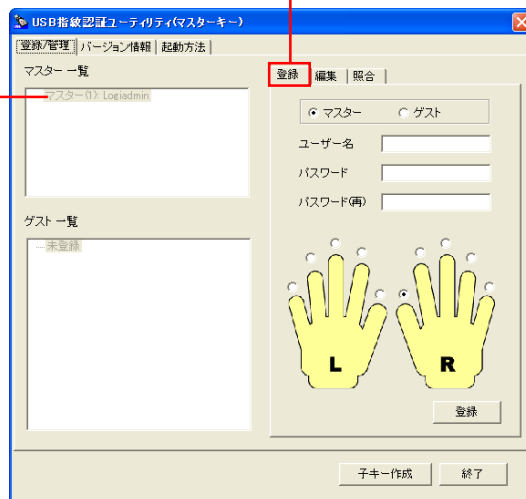 USB指紋認証ユーティリティ(マスターキー)
登録/管理 バージョン情報 起動方法
マスター 一覧
マスター(1): Logiadmin
ゲスト 一覧
未登録
登録 編集 照合
マスター ゲスト
ユーザー名
パスワード
パスワード(再)
L R
登録
子キー作成 終了